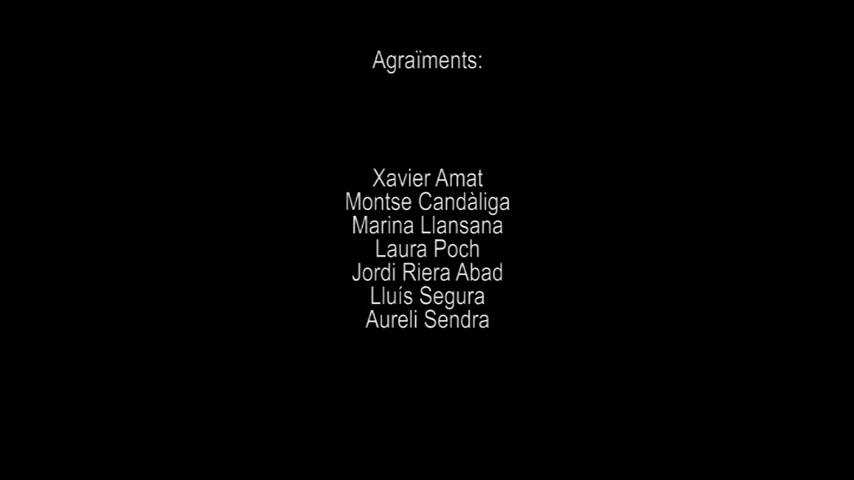 Agraïments:
Xavier Amat
Montse Candàliga
Marina Llansana
Laura Poch
Jordi Riera Abad
Lluís Segura
Aureli Sendra